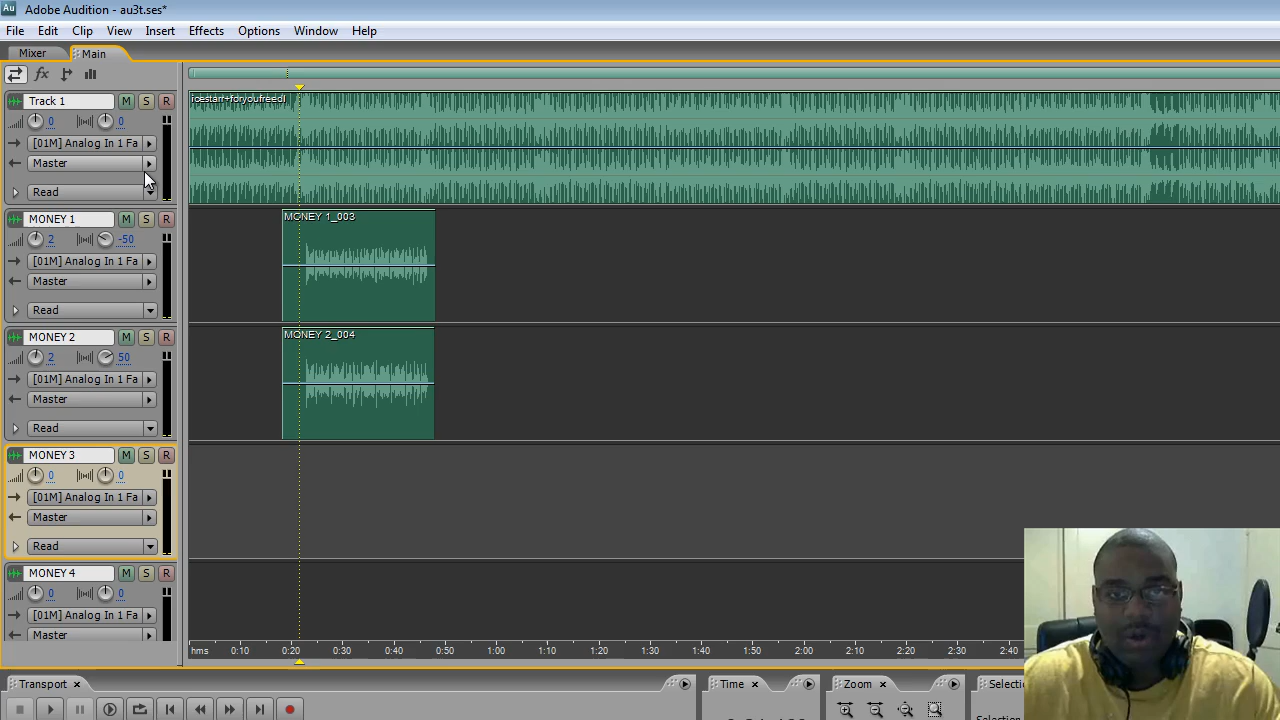 Adobe Audition - au3t.ses*
File Edit Clip View Insert Effects Options Window Help
Mixer Main
Track 1 M S R
0 0
[01M] Analog In 1 Fa
Master
Read
MONEY 1 M S R
2 -50
[01M] Analog In 1 Fa
Master
Read
MONEY 2 M S R
2 50
[01M] Analog In 1 Fa
Master
Read
MONEY 3 M S R
0 0
[01M] Analog In 1 Fa
Master
Read
MONEY 4 M S R
0 0
[01M] Analog In 1 Fa
Master
MONEY 1_003
MONEY 2_004
hms 0:10 0:20 0:30 0:40 0:50 1:00 1:10 1:20 1:30 1:40 1:50 2:00 2:10 2:20 2:30 2:40
Transport Time Zoom Selecti